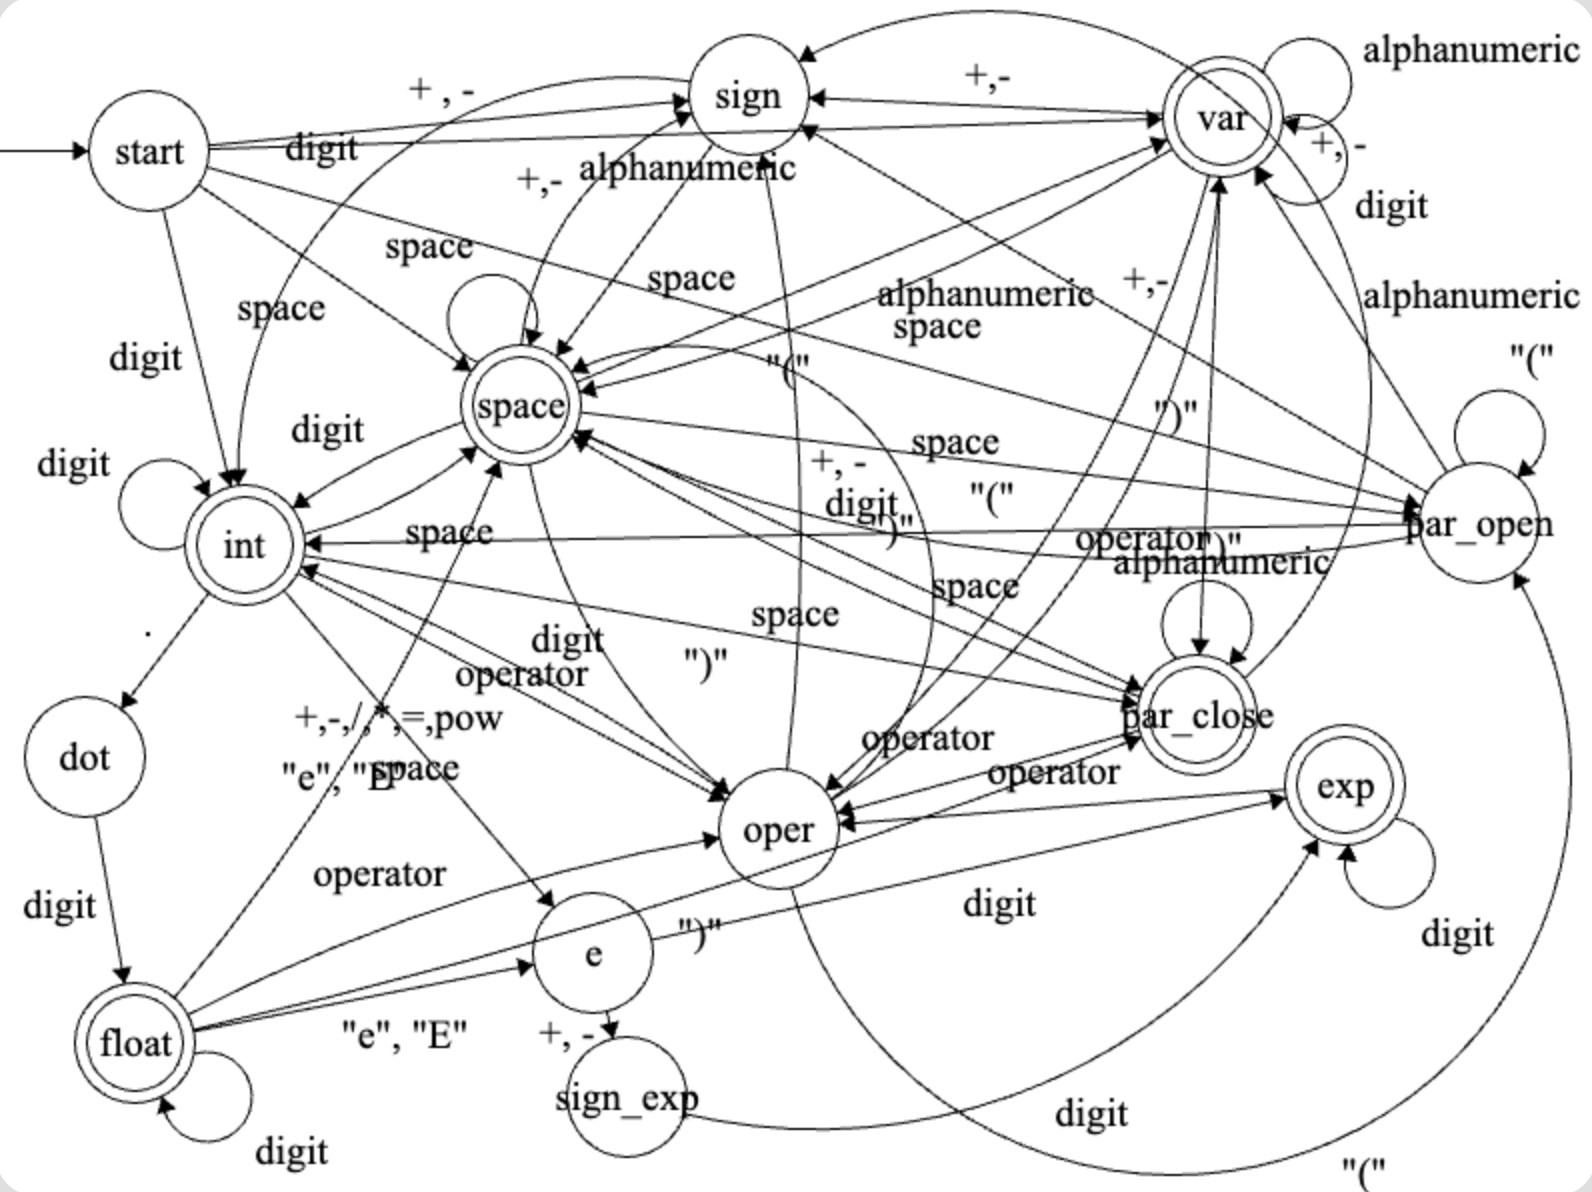 alphanumeric
+ , -
+,-
sign
var
start
digit
+, -
+,-
alphanumeric
digit
space
space
+,-
alphanumeric
alphanumeric
space
space
digit
"("
"("
space
")"
digit
space
digit
+, -
"("
digit
")"
par_open
int
space
operator
")"
alphanumeric
space
space
.
digit
operator
")"
+,-,/,*,=,pow
par_close
operator
dot
"e", "E"
space
operator
exp
oper
operator
digit
digit
")"
digit
e
"e", "E"
+, -
float
sign_exp
digit
digit
"("